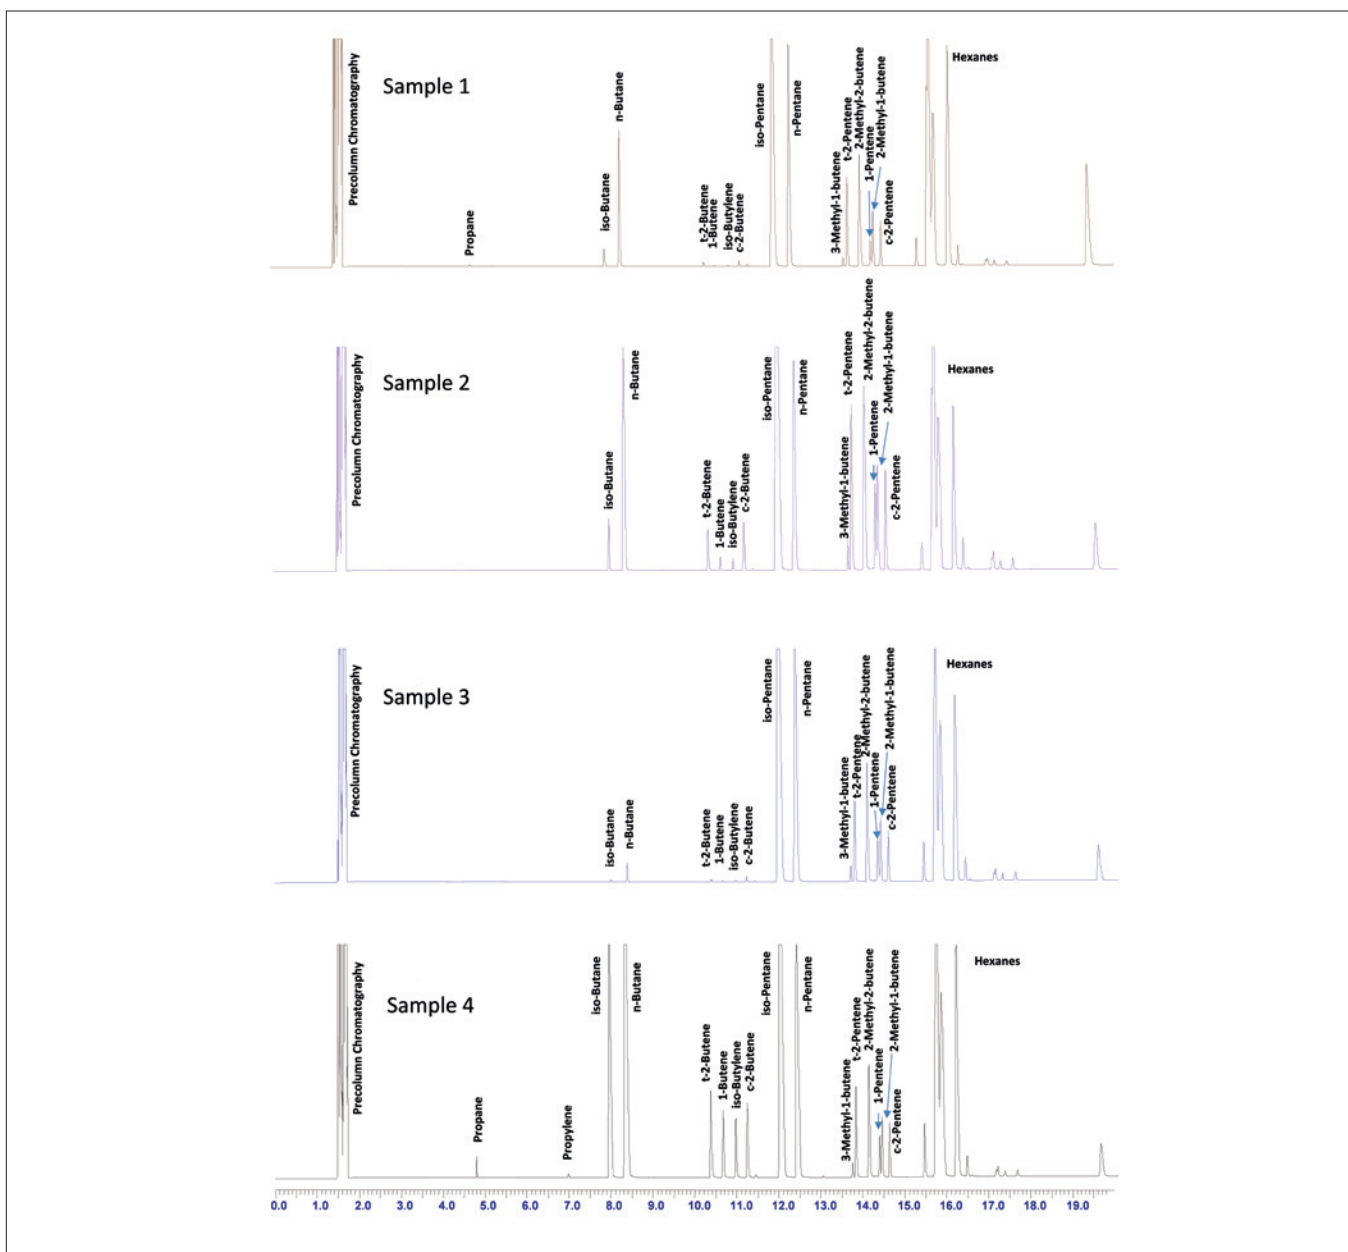 Sample 1
Precolumn Chromatography
Propane
iso-Butane
n-Butane
t-2-Butene
1-Butene
iso-Butylene
c-2-Butene
iso-Pentane
n-Pentane
3-Methyl-1-butene
t-2-Pentene
2-Methyl-2-butene
1-Pentene
2-Methyl-1-butene
c-2-Pentene
Hexanes
Sample 2
Precolumn Chromatography
iso-Butane
n-Butane
t-2-Butene
1-Butene
iso-Butylene
c-2-Butene
iso-Pentane
n-Pentane
3-Methyl-1-butene
t-2-Pentene
2-Methyl-2-butene
1-Pentene
2-Methyl-1-butene
c-2-Pentene
Hexanes
Sample 3
Precolumn Chromatography
iso-Butane
n-Butane
t-2-Butene
1-Butene
iso-Butylene
c-2-Butene
iso-Pentane
n-Pentane
3-Methyl-1-butene
t-2-Pentene
2-Methyl-2-butene
1-Pentene
2-Methyl-1-butene
c-2-Pentene
Hexanes
Sample 4
Precolumn Chromatography
Propane
Propylene
iso-Butane
n-Butane
t-2-Butene
1-Butene
iso-Butylene
c-2-Butene
iso-Pentane
n-Pentane
3-Methyl-1-butene
t-2-Pentene
2-Methyl-2-butene
1-Pentene
2-Methyl-1-butene
c-2-Pentene
Hexanes
0.0 1.0 2.0 3.0 4.0 5.0 6.0 7.0 8.0 9.0 10.0 11.0 12.0 13.0 14.0 15.0 16.0 17.0 18.0 19.0